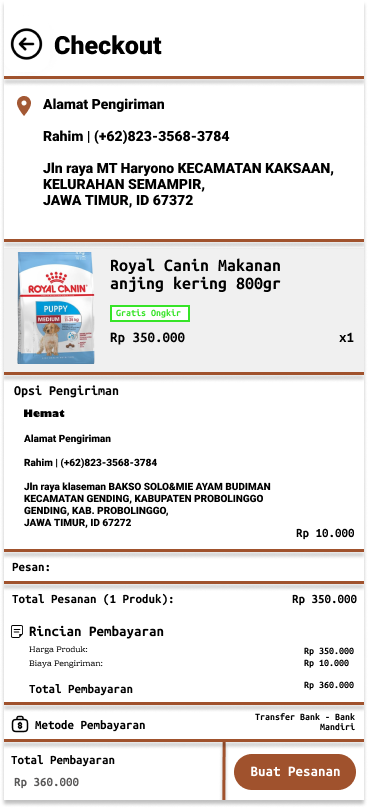 Checkout
Alamat Pengiriman
Rahim | (+62)823-3568-3784
Jln raya MT Haryono KECAMATAN KAKSAAN,
KELURAHAN SEMAMPIR,
JAWA TIMUR, ID 67372
ROYAL CANIN
PUPPY
MEDIUM
Royal Canin Makanan
anjing kering 800gr
Gratis Ongkir
Rp 350.000 x1
Opsi Pengiriman
Hemat
Alamat Pengiriman
Rahim | (+62)823-3568-3784
Jln raya klaseman BAKSO SOLO&MIE AYAM BUDIMAN
KECAMATAN GENDING, KABUPATEN PROBOLINGGO
GENDING, KAB. PROBOLINGGO,
JAWA TIMUR, ID 67272
Rp 10.000
Pesan:
Total Pesanan (1 Produk): Rp 350.000
Rincian Pembayaran
Harga Produk: Rp 350.000
Biaya Pengiriman: Rp 10.000
Total Pembayaran Rp 360.000
Metode Pembayaran Transfer Bank - Bank
Mandiri
Total Pembayaran
Rp 360.000
Buat Pesanan